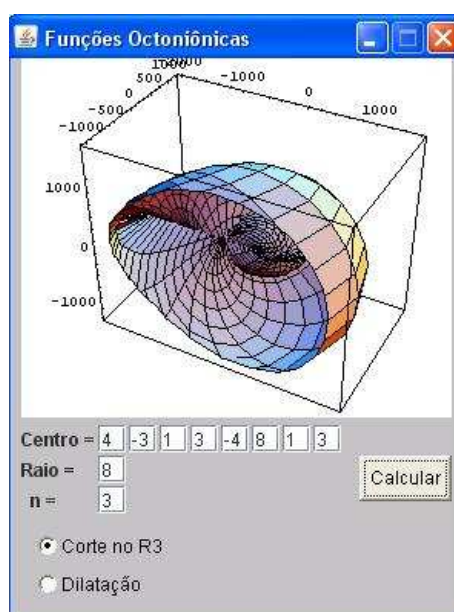 Funções Octoniônicas
1000
500
0
-500
-1000
-1000
0
1000
1000
0
-1000
Centro = 4 -3 1 3 -4 8 1 3
Raio = 8
Calcular
n = 3
Corte no R3
Dilatação